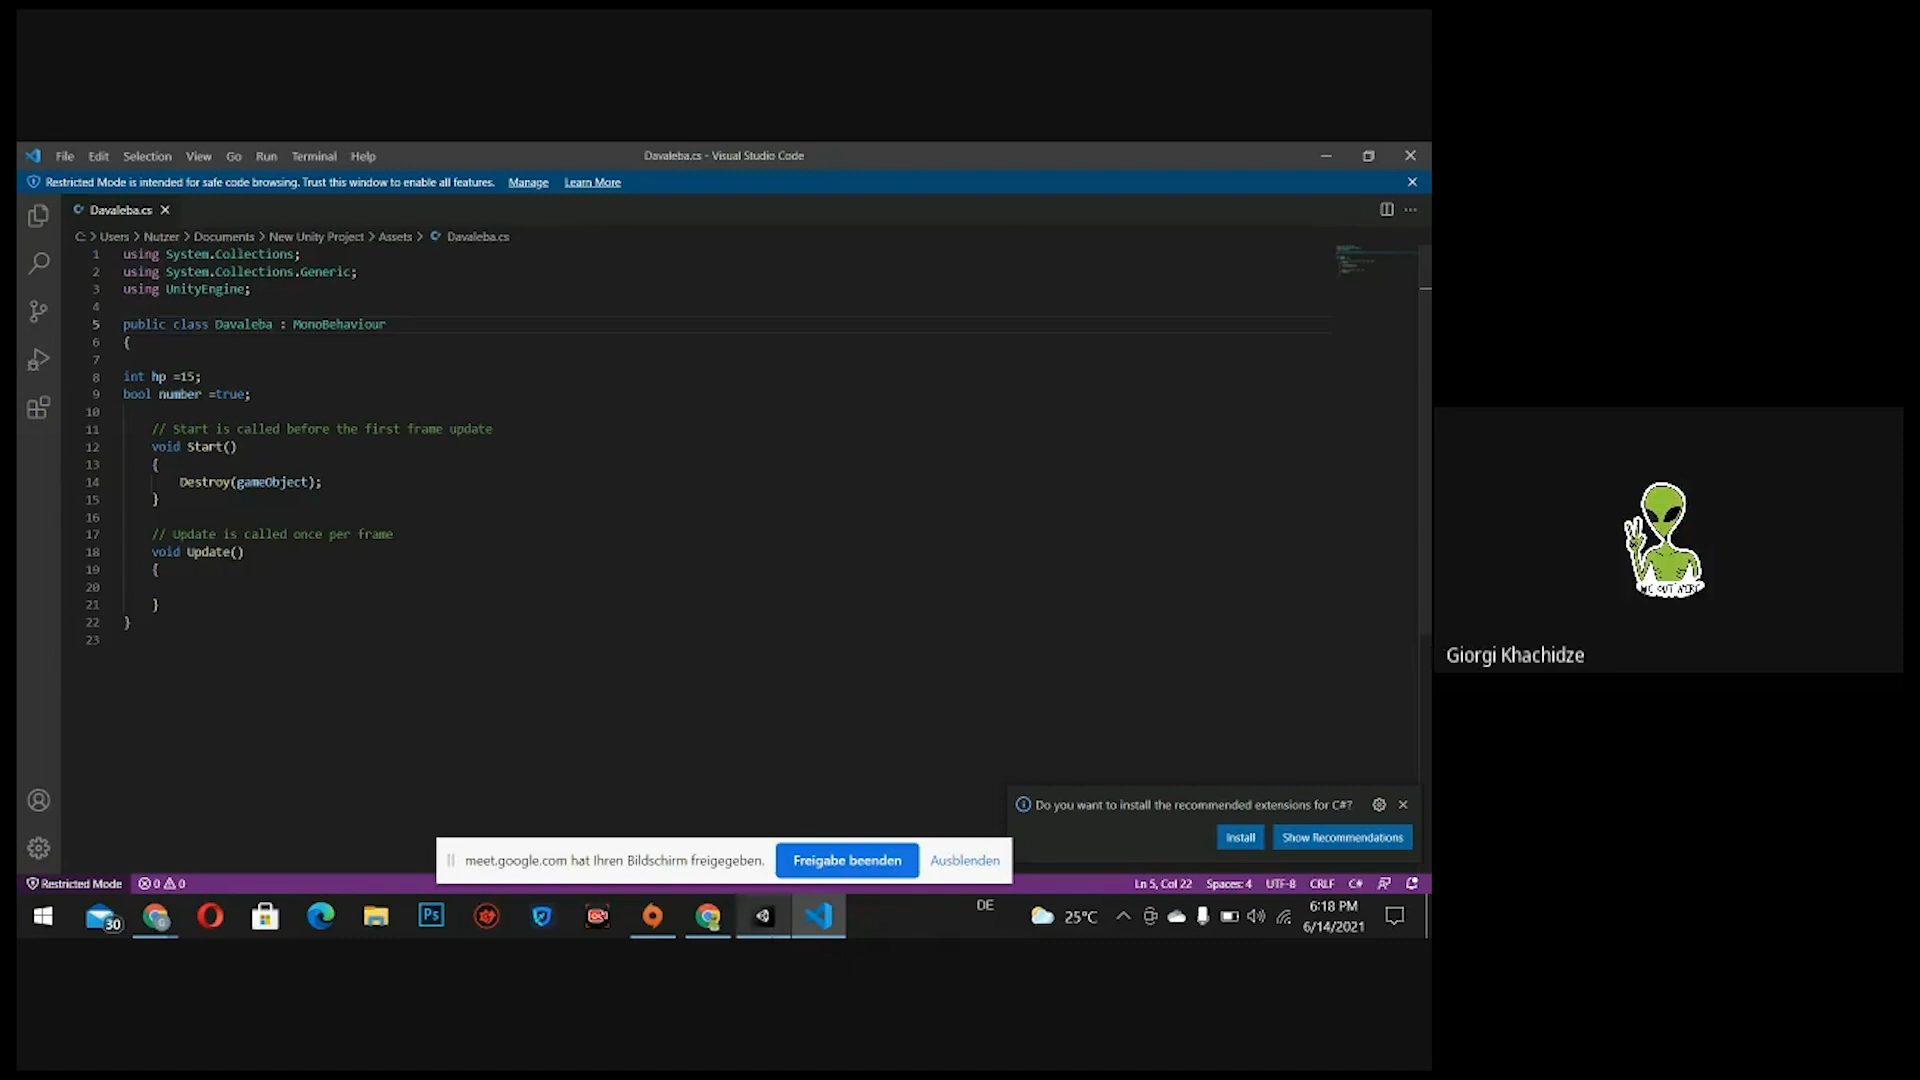 File Edit Selection View Go Run Terminal Help
Davaleba.cs - Visual Studio Code
Restricted Mode is intended for safe code browsing. Trust this window to enable all features. Manage Learn More
Davaleba.cs
C: > Users > Nutzer > Documents > New Unity Project > Assets > Davaleba.cs
1 using System.Collections;
2 using System.Collections.Generic;
3 using UnityEngine;
4
5 public class Davaleba : MonoBehaviour
6 {
7
8 int hp =15;
9 bool number =true;
10
11 // Start is called before the first frame update
12 void Start()
13 {
14 Destroy(gameObject);
15 }
16
17 // Update is called once per frame
18 void Update()
19 {
20
21 }
22 }
23
Giorgi Khachidze
Do you want to install the recommended extensions for C#?
Install Show Recommendations
meet.google.com hat Ihren Bildschirm freigegeben. Freigabe beenden Ausblenden
Restricted Mode 0 0
Ln 5, Col 22 Spaces: 4 UTF-8 CRLF C#
30
Ps
DE
25°C
6:18 PM
6/14/2021